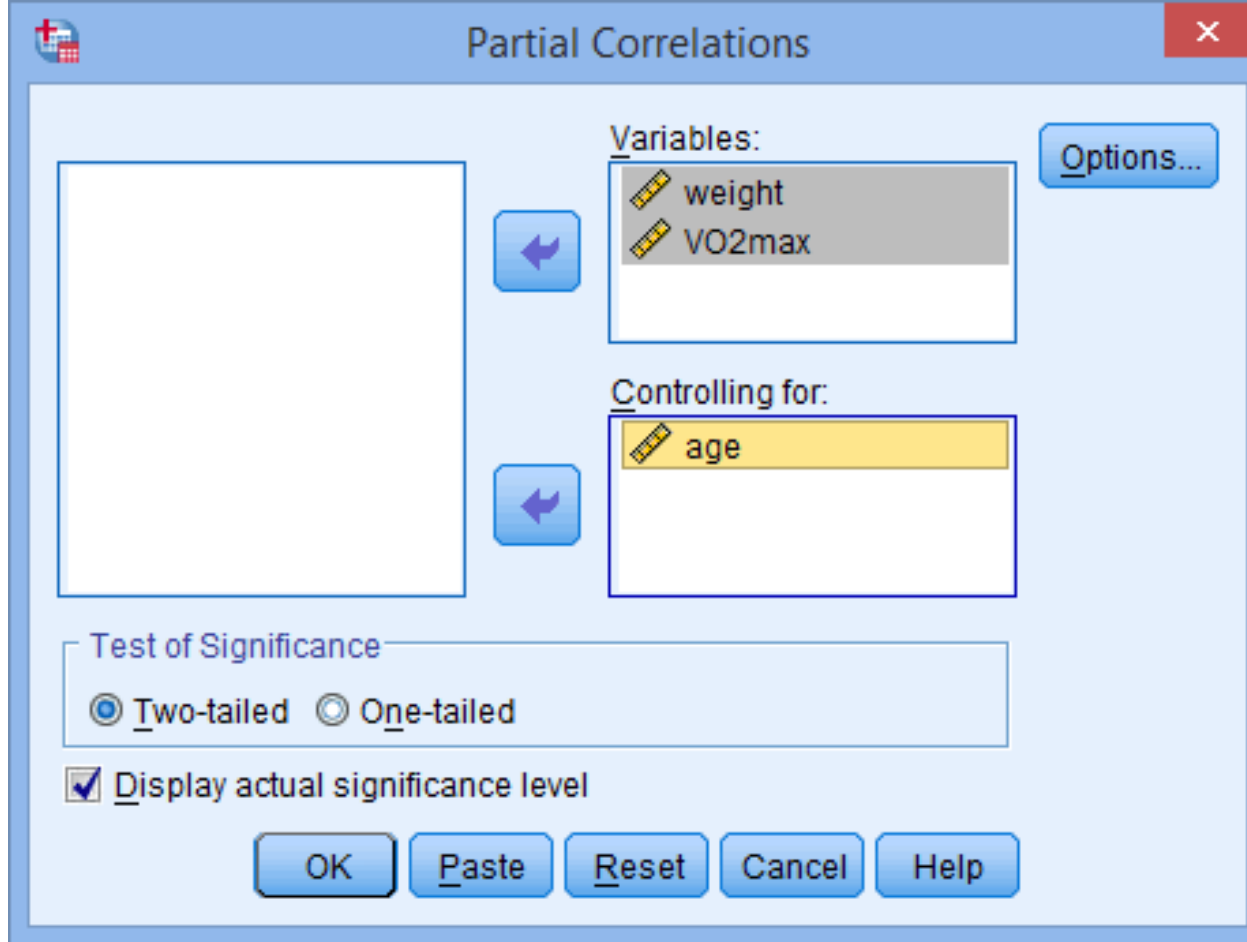 Partial Correlations
Variables:
Options...
weight
VO2max
Controlling for:
age
Test of Significance
Two-tailed One-tailed
Display actual significance level
OK Paste Reset Cancel Help